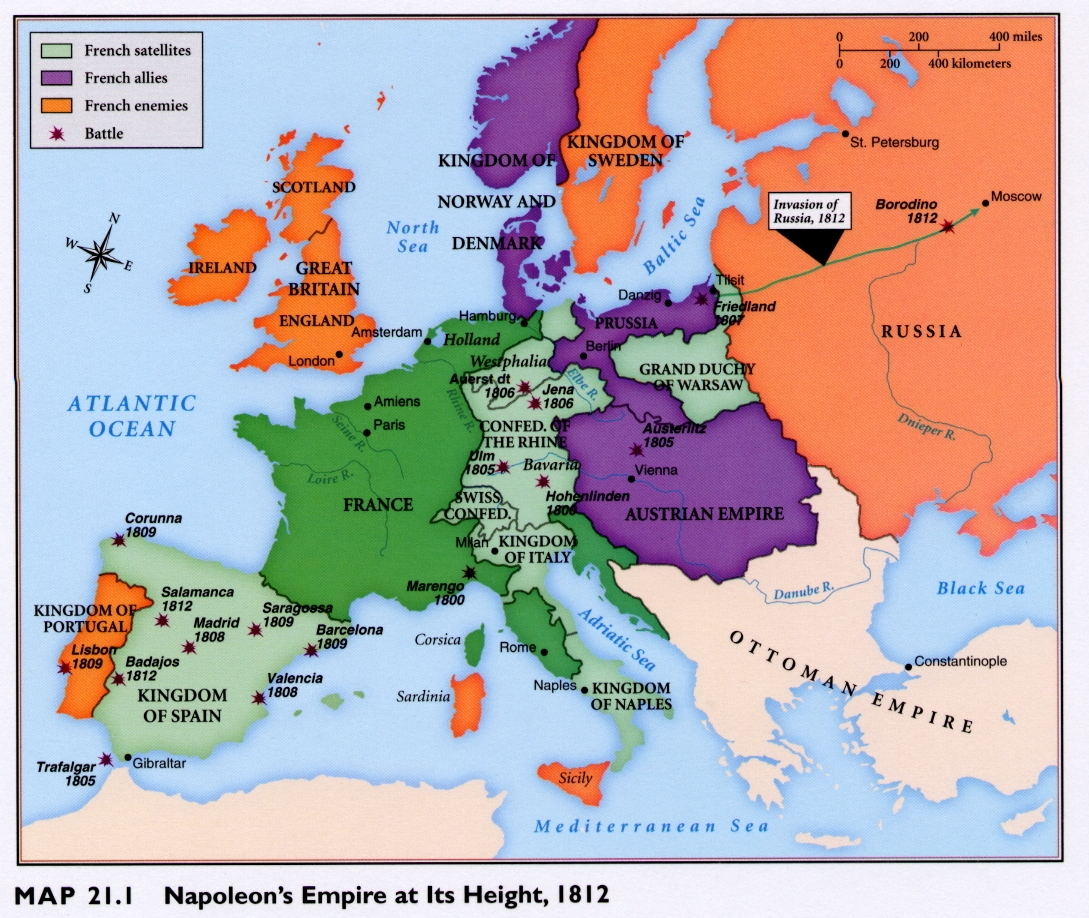 French satellites
French allies
French enemies
Battle
0 200 400 miles
0 200 400 kilometers
N
W
E
S
St. Petersburg
Moscow
Borodino
1812
Invasion of
Russia, 1812
KINGDOM OF
SWEDEN
KINGDOM OF
NORWAY AND
DENMARK
SCOTLAND
North
Sea
Baltic Sea
IRELAND
GREAT
BRITAIN
ENGLAND
London
Tilsit
Danzig
Friedland
1807
RUSSIA
Hamburg
PRUSSIA
Amsterdam
Holland
Berlin
Westphalia
GRAND DUCHY
OF WARSAW
Auerst dt
1806
Jena
1806
Elbe R.
ATLANTIC
OCEAN
Amiens
Paris
Seine R.
Rhine R.
Loire R.
CONFED. OF
THE RHINE
Austerlitz
1805
Dnieper R.
Ulm
1805
Bavaria
Vienna
Hohenlinden
1800
FRANCE
SWISS
CONFED.
AUSTRIAN EMPIRE
Corunna
1809
Milan
KINGDOM
OF ITALY
Marengo
1800
Danube R.
Black Sea
KINGDOM OF
PORTUGAL
Salamanca
1812
Madrid
1808
Saragossa
1809
Barcelona
1809
Corsica
Rome
Adriatic Sea
Lisbon
1809
Badajos
1812
Valencia
1808
KINGDOM
OF SPAIN
Sardinia
Naples
KINGDOM
OF NAPLES
OTTOMAN EMPIRE
Constantinople
Trafalgar
1805
Gibraltar
Sicily
Mediterranean Sea
MAP 21.1 Napoleon's Empire at Its Height, 1812